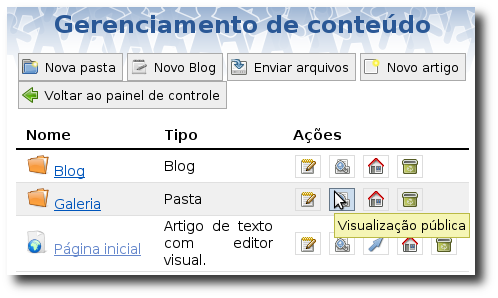 Gerenciamento de conteúdo
Nova pasta Novo Blog Enviar arquivos Novo artigo
Voltar ao painel de controle
Nome Tipo Ações
Blog Blog
Galeria Pasta
Visualização pública
Página inicial Artigo de texto
com editor
visual.